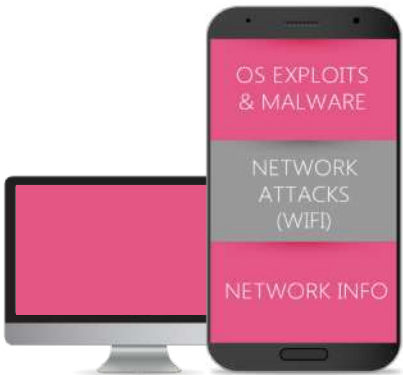 OS EXPLOITS
& MALWARE
NETWORK
ATTACKS
(WIFI)
NETWORK INFO